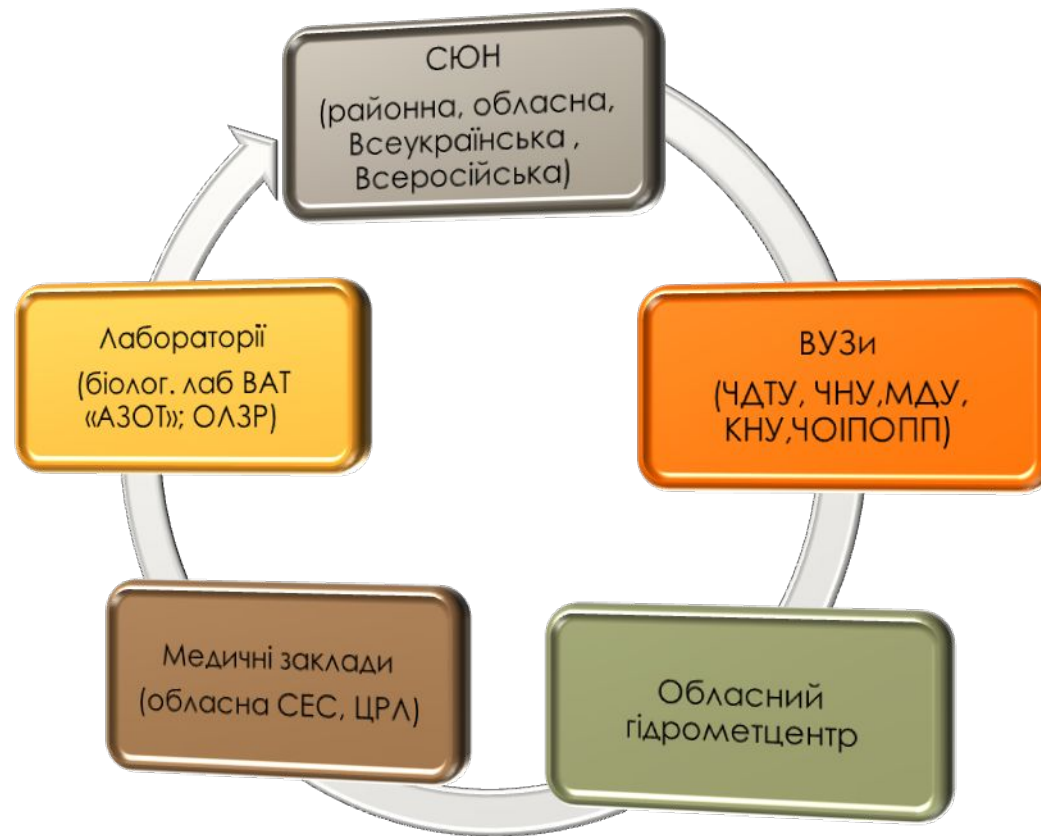 СЮН
(районна, обласна,
Всеукраїнська ,
Всеросійська)
ВУЗи
(ЧДТУ, ЧНУ,МДУ,
КНУ,ЧОІПОПП)
Обласний
гідрометцентр
Медичні заклади
(обласна СЕС, ЦРЛ)
Лабораторії
(біолог. лаб ВАТ
«АЗОТ»; ОЛЗР)